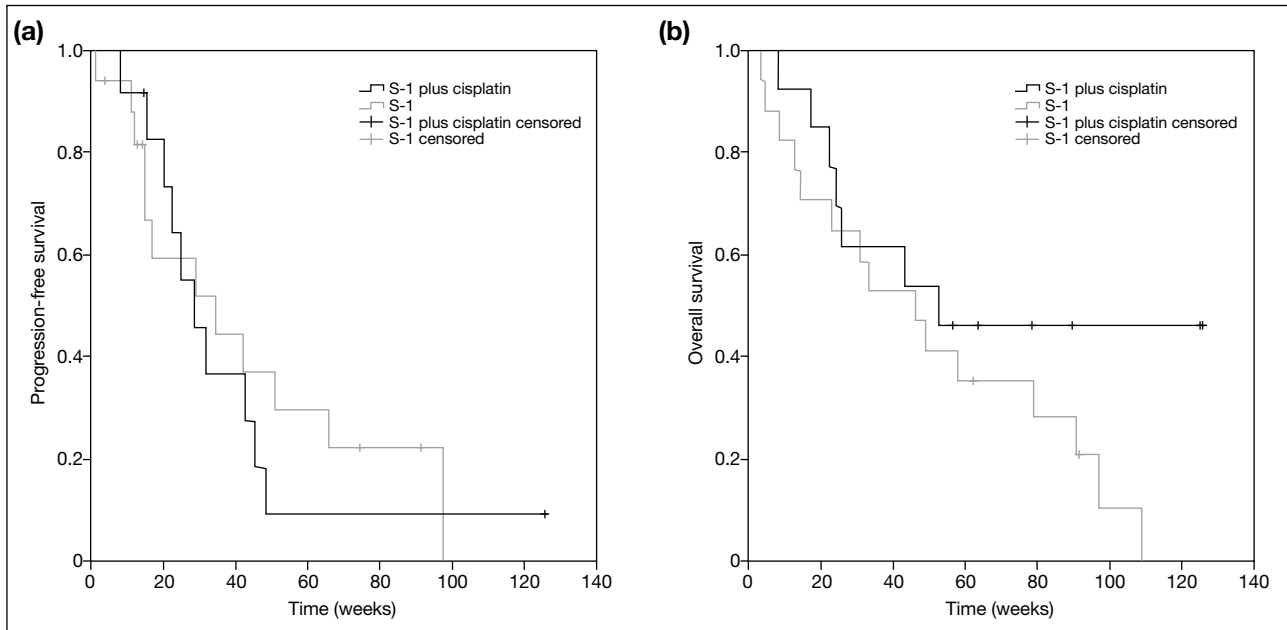 (a)
1.0
0.8
0.6
0.4
0.2
0
Progression-free survival
S-1 plus cisplatin
S-1
S-1 plus cisplatin censored
S-1 censored
0 20 40 60 80 100 120 140
Time (weeks)
(b)
1.0
0.8
0.6
0.4
0.2
0
Overall survival
S-1 plus cisplatin
S-1
S-1 plus cisplatin censored
S-1 censored
0 20 40 60 80 100 120 140
Time (weeks)